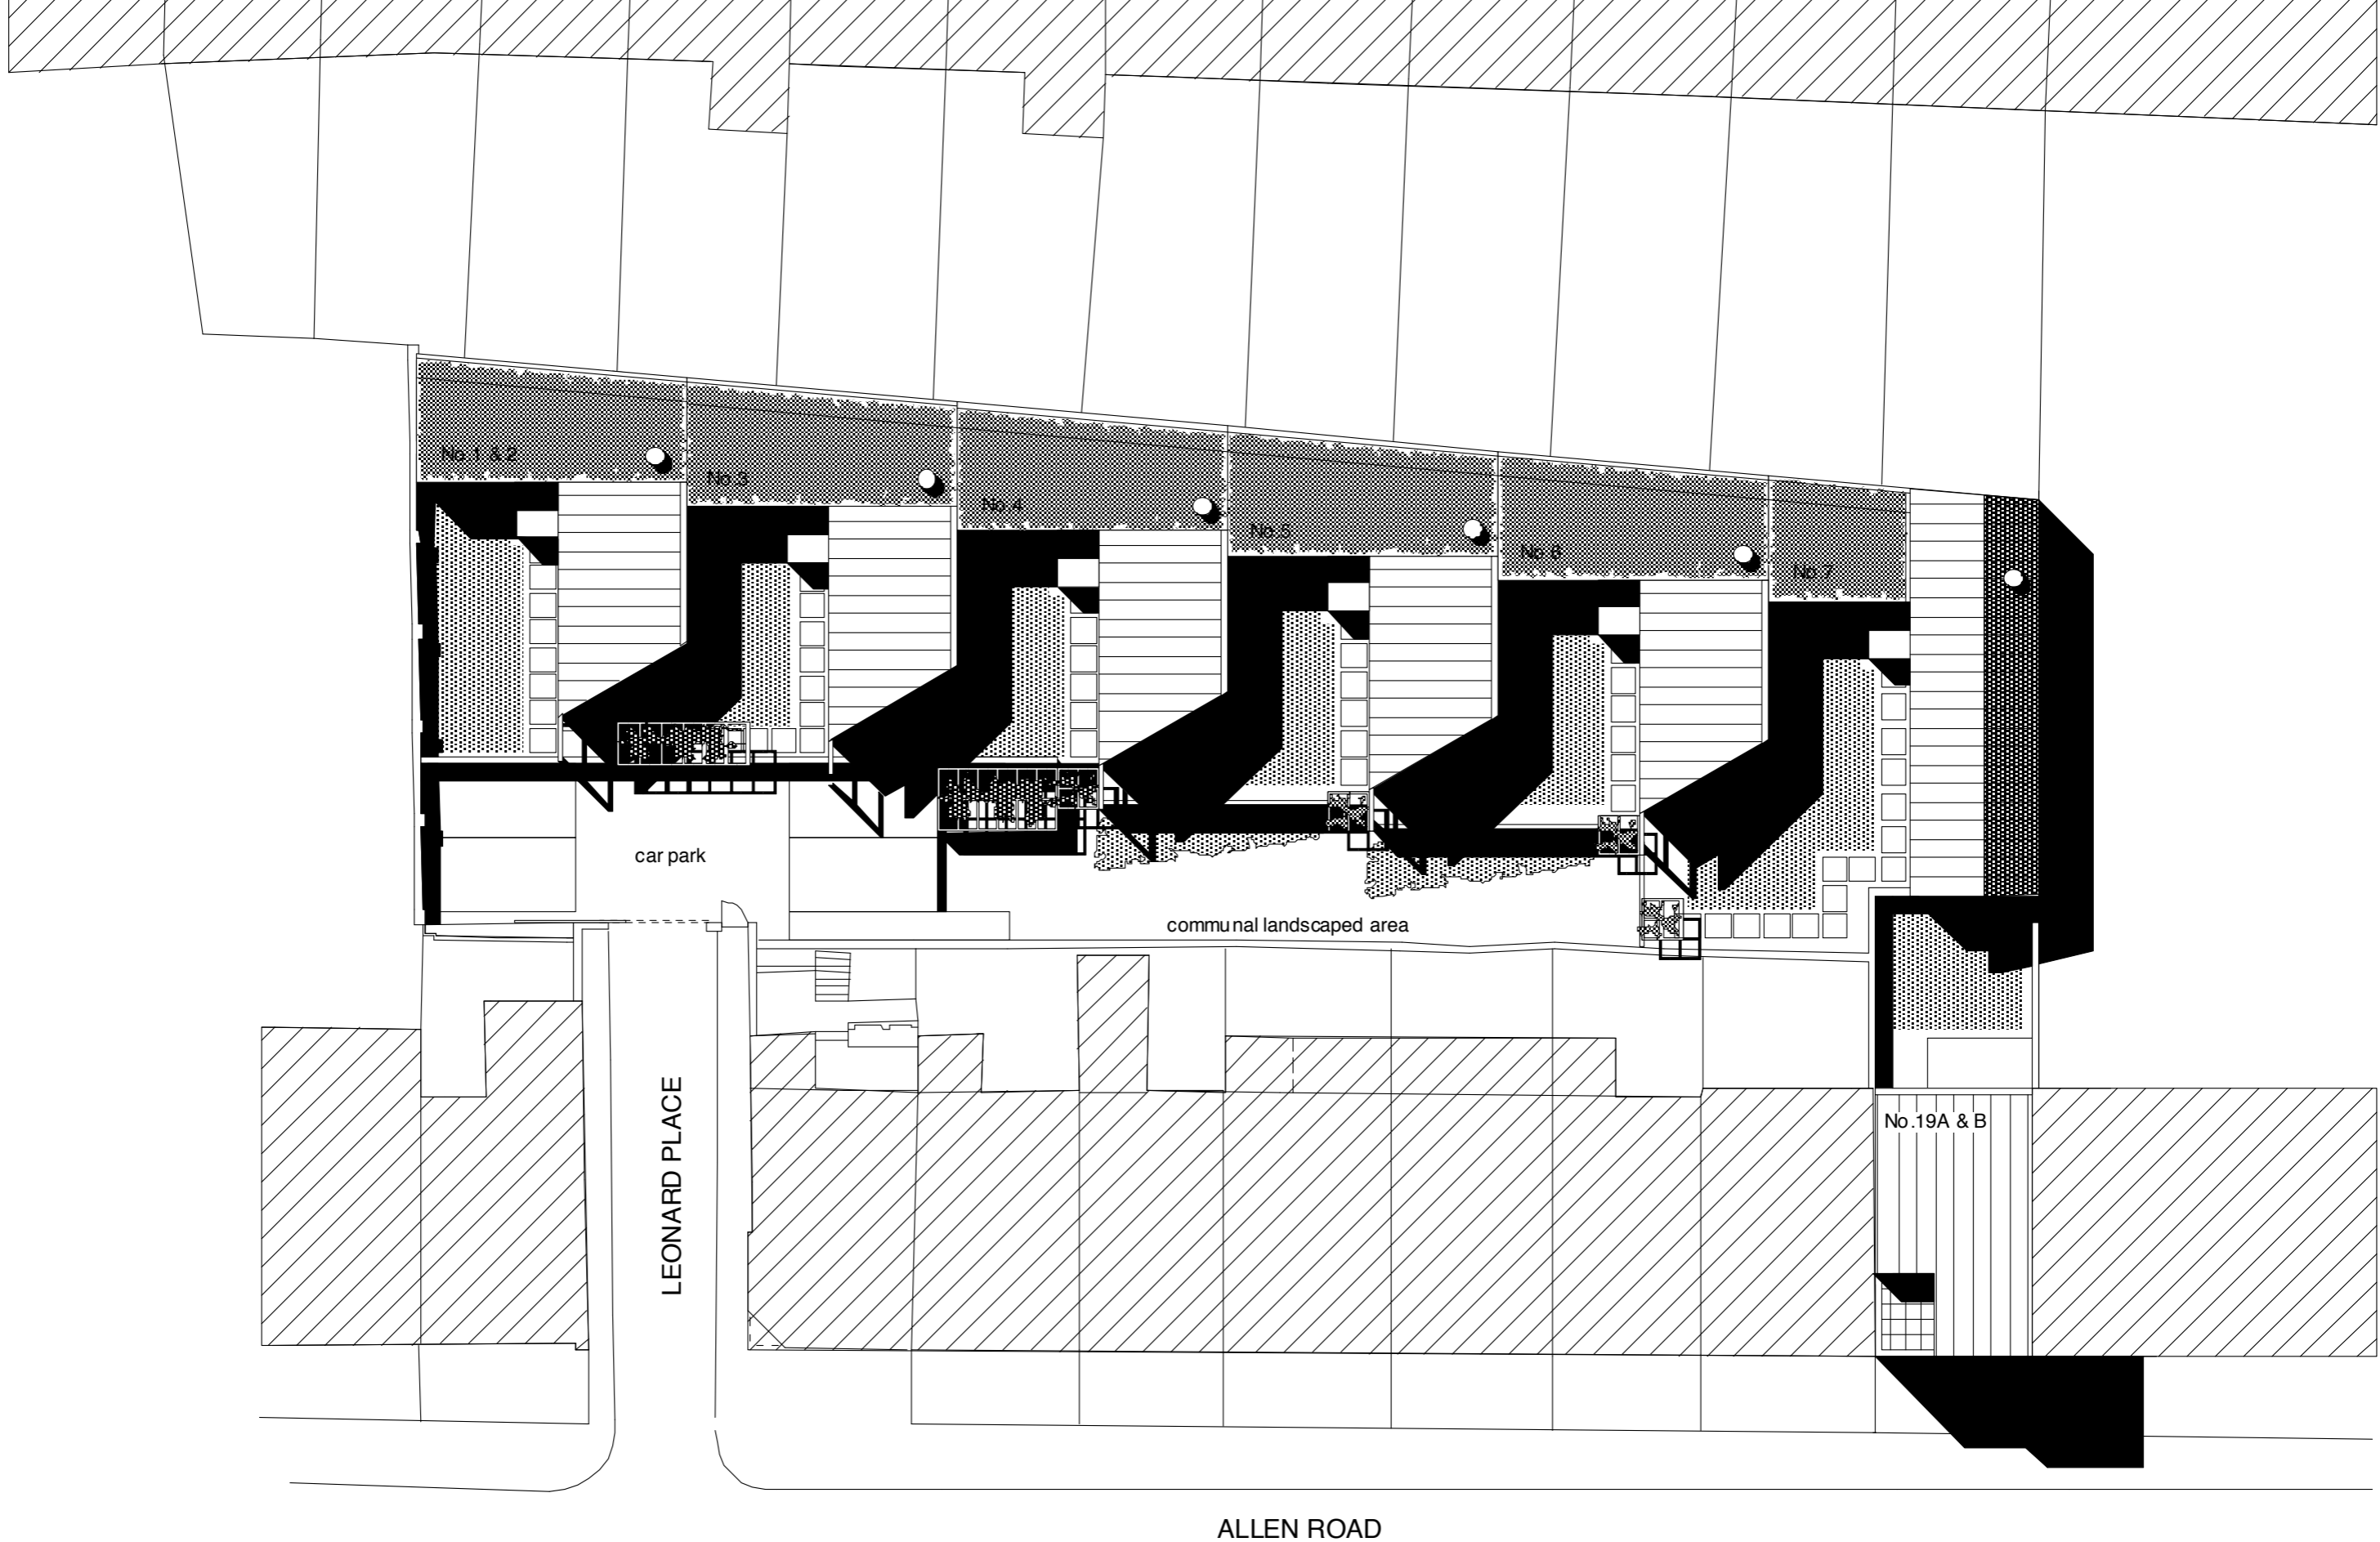 No.1 & 2
No.3
No.4
No.5
No.6
No.7
car park
communal landscaped area
LEONARD PLACE
No.19A & B
ALLEN ROAD